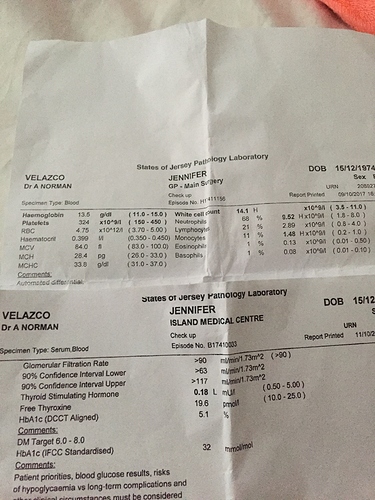 States of Jersey Pathology Laboratory
VELAZCO JENNIFER DOB 15/12/1974
Dr A NORMAN GP - Main Surgery Sex
Check up URN
Specimen Type: Blood Episode No. Report Printed 09/10/2017
Haemoglobin 13.5 g/dl (11.0 - 15.0) White cell count 14.1 H x10^9/l (3.5 - 11.0)
Platelets 324 x10^9/l (150 - 450) Neutrophils 68 % 9.52 H x10^9/l (1.8 - 8.0)
RBC 4.75 x10^12/l (3.70 - 5.00) Lymphocytes 21 % 2.89 x10^9/l (0.8 - 4.0)
Haematocrit 0.399 l/l (0.350 - 0.450) Monocytes 11 % 1.48 H x10^9/l (0.2 - 1.0)
MCV 84.0 fl (83.0 - 100.0) Eosinophils 1 % 0.13 x10^9/l (0.01 - 0.50)
MCH 28.4 pg (26.0 - 33.0) Basophils 1 % 0.08 x10^9/l (0.01 - 0.10)
MCHC 33.8 g/dl (31.0 - 37.0)
Comments:
Automated differential
States of Jersey Pathology Laboratory
VELAZCO JENNIFER DOB 15/12
Dr A NORMAN ISLAND MEDICAL CENTRE
Check up URN
Specimen Type: Serum,Blood Episode No. B17410003 Report Printed 11/10/2
Glomerular Filtration Rate >90 ml/min/1.73m^2 (>90)
90% Confidence Interval Lower >63 ml/min/1.73m^2
90% Confidence Interval Upper >117 ml/min/1.73m^2
Thyroid Stimulating Hormone 0.18 L mU/l (0.50 - 5.00)
Free Thyroxine 19.6 pmol/l (10.0 - 25.0)
HbA1c (DCCT Aligned) 5.1 %
Comments:
DM Target 6.0 - 8.0
HbA1c (IFCC Standardised) 32 mmol/mol
Comments:
Patient priorities, blood glucose results, risks
of hypoglycaemia vs long-term complications and
other clinical circumstances must be considered